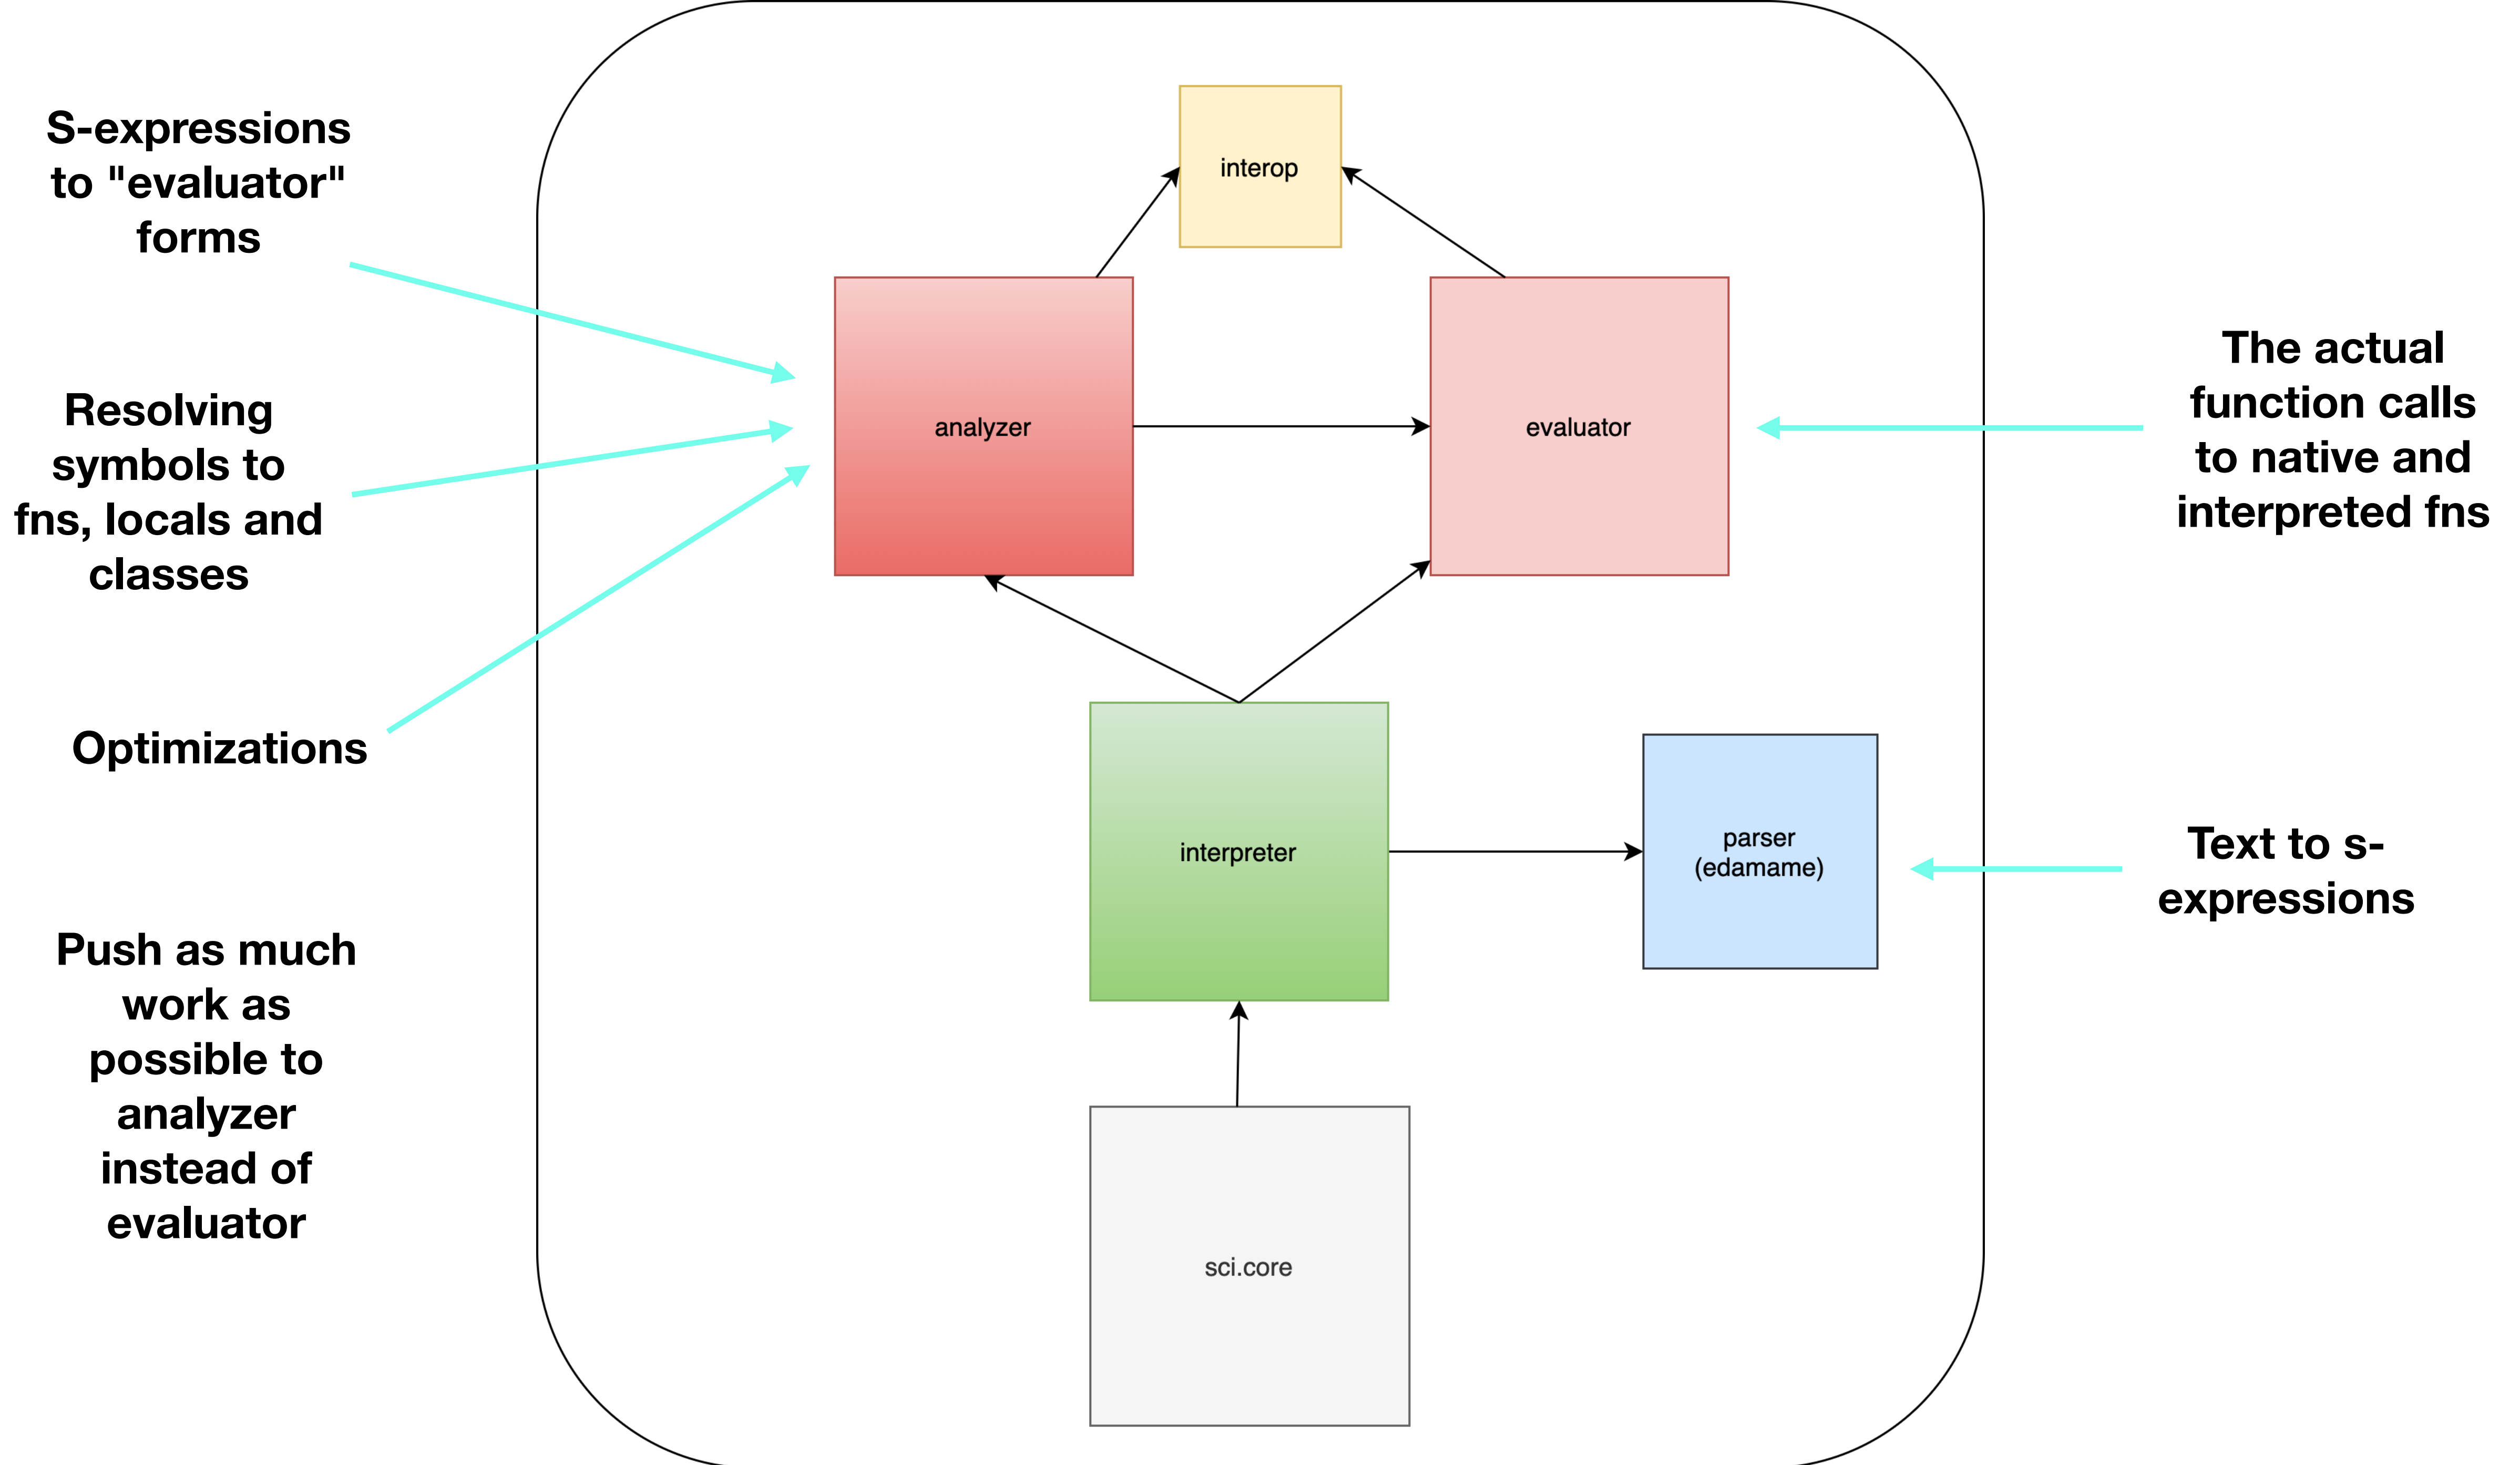 S-expressions
to "evaluator"
forms
Resolving
symbols to
fns, locals and
classes
Optimizations
Push as much
work as
possible to
analyzer
instead of
evaluator
interop
analyzer
evaluator
interpreter
parser
(edamame)
sci.core
The actual
function calls
to native and
interpreted fns
Text to s-
expressions